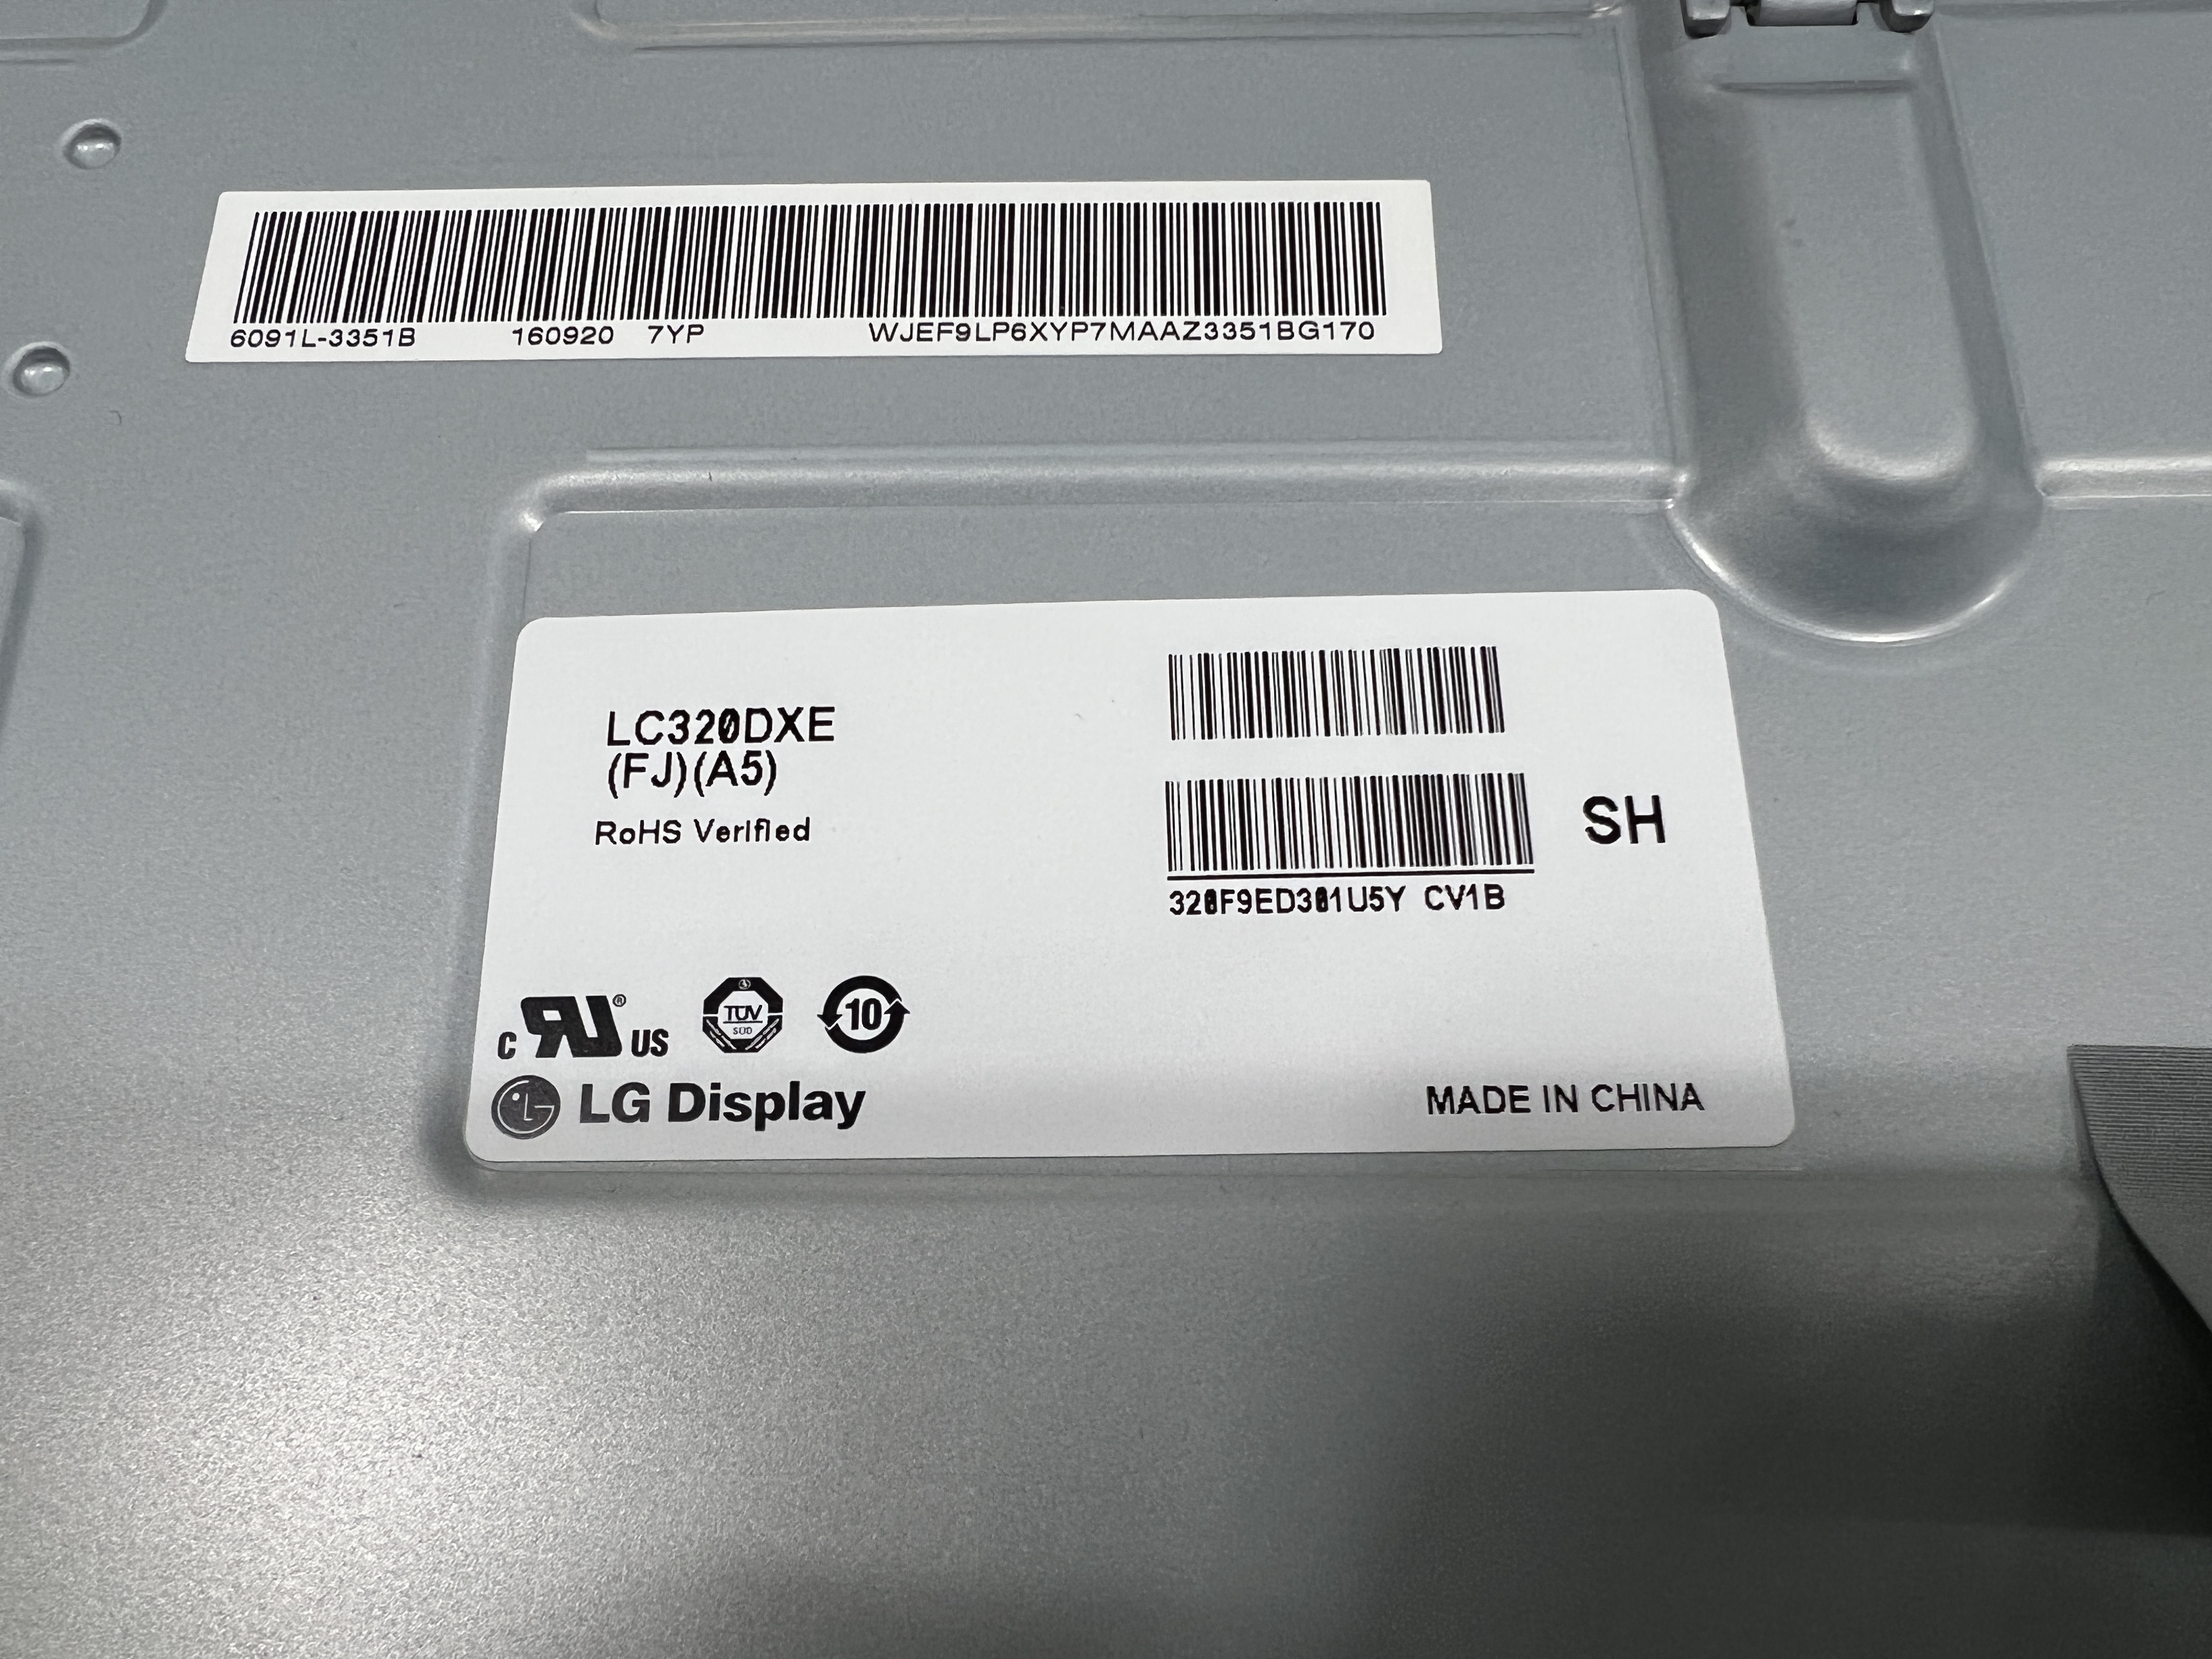 6091L-3351B 160920 7YP WJEF9LP6XYP7MAAZ3351BG170
LC320DXE
(FJ)(A5)
RoHS Verified
SH
320F9ED301U5Y CV1B
c RU® US
TÜV
SÜD
10
LG Display
MADE IN CHINA